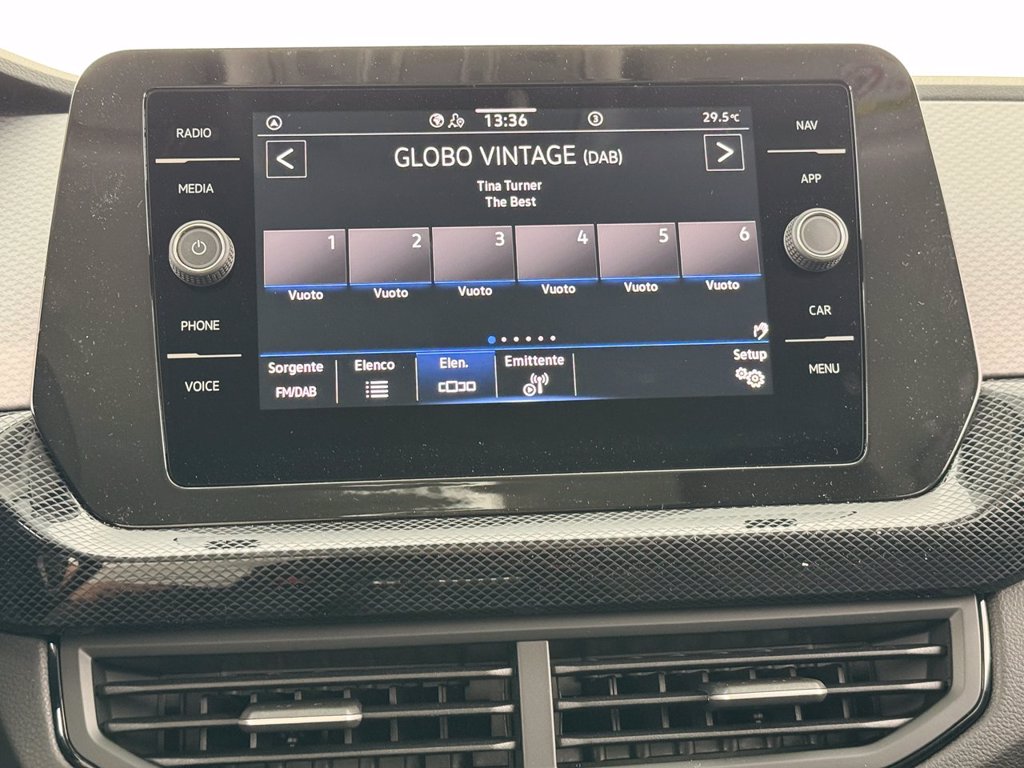 RADIO
MEDIA
PHONE
VOICE
13:36
3
29.5°C
< GLOBO VINTAGE (DAB) >
Tina Turner
The Best
1 2 3 4 5 6
Vuoto Vuoto Vuoto Vuoto Vuoto Vuoto
Sorgente Elenco Elen. Emittente Setup
FM/DAB
NAV
APP
CAR
MENU